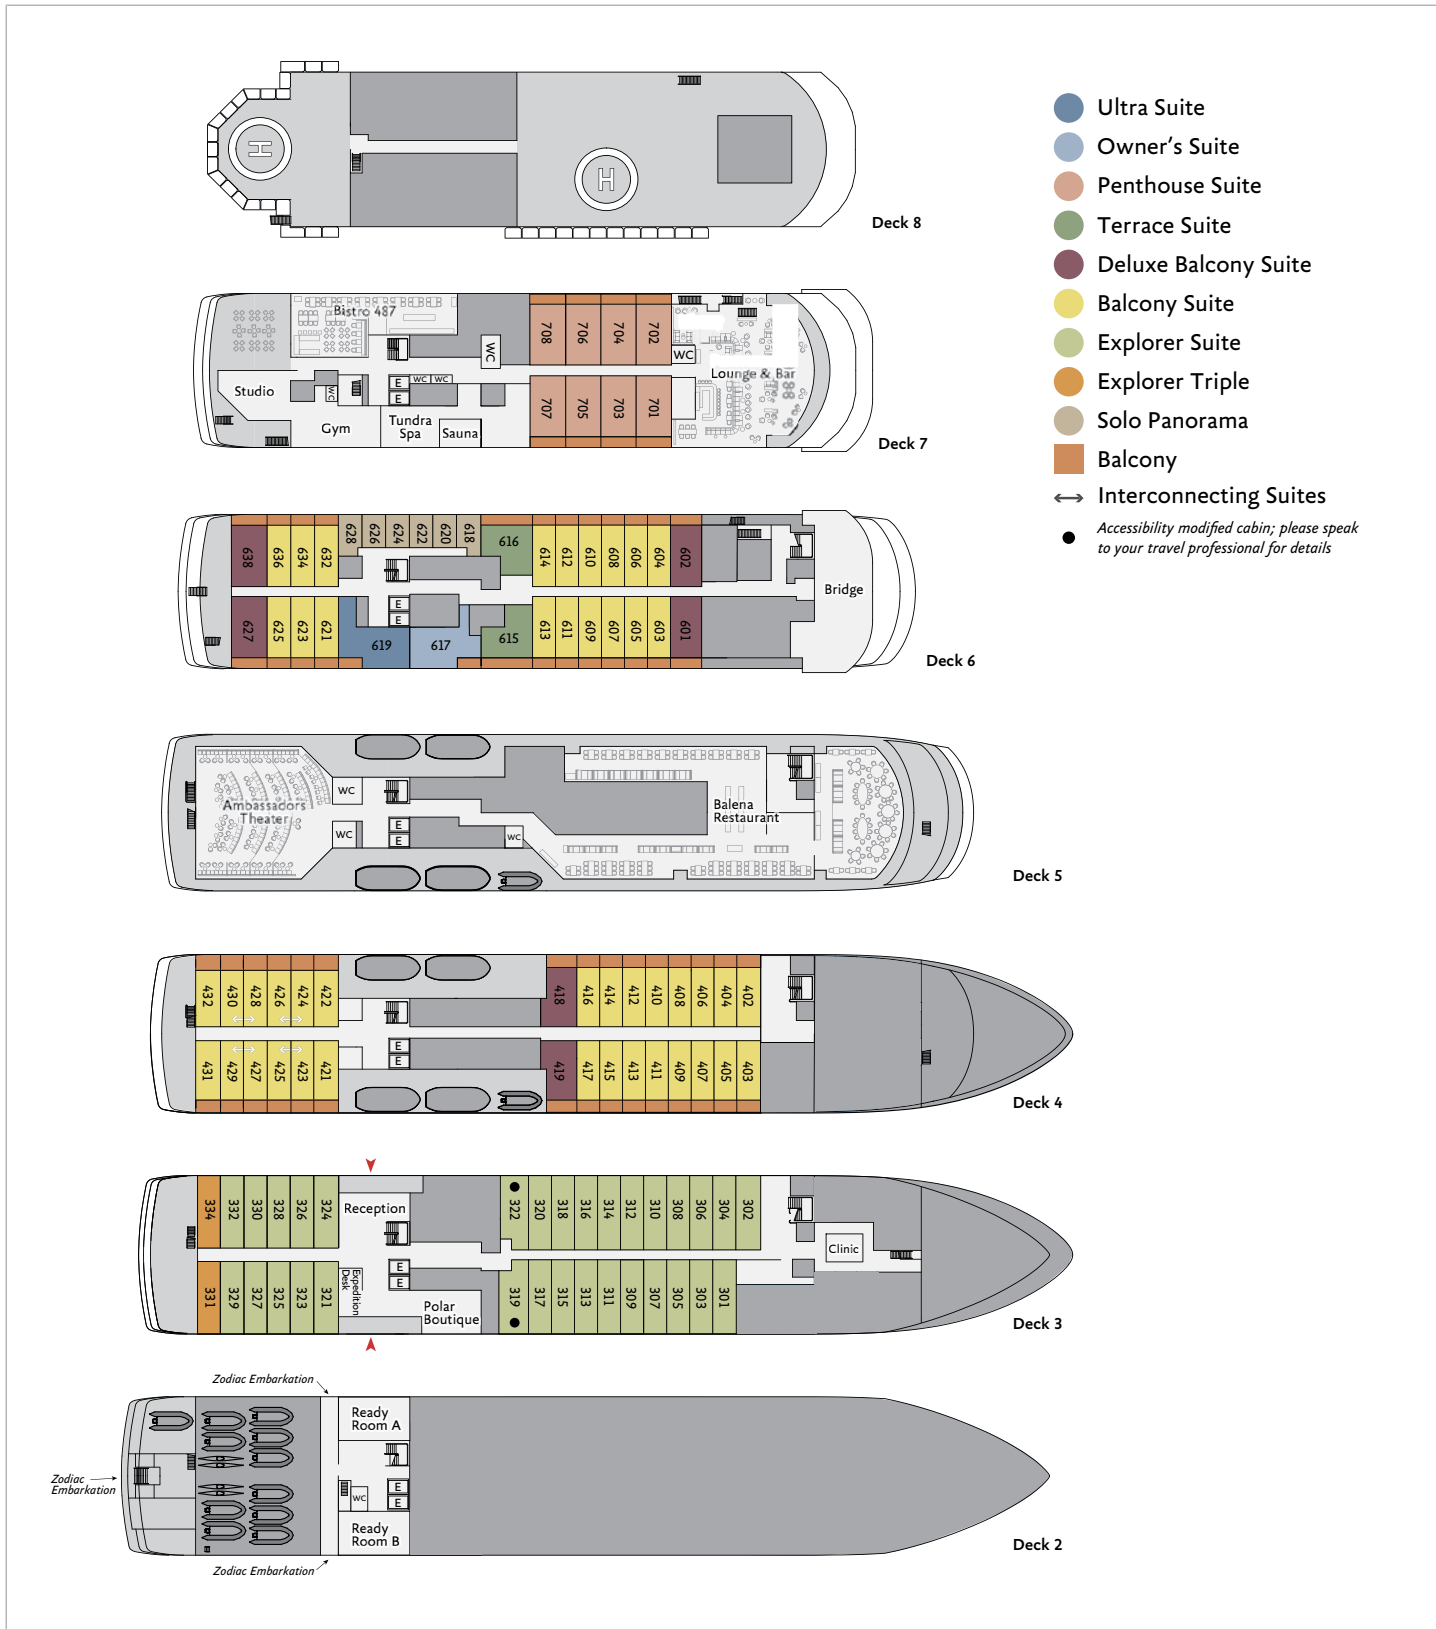 H
H
Deck 8
Ultra Suite
Owner's Suite
Penthouse Suite
Terrace Suite
Deluxe Balcony Suite
Balcony Suite
Explorer Suite
Explorer Triple
Solo Panorama
Balcony
Interconnecting Suites
Accessibility modified cabin; please speak
to your travel professional for details
Bistro 487
WC
708 706 704 702
WC
Lounge & Bar
Studio
WC
E
E
WC WC
Gym
Tundra
Spa
Sauna
707 705 703 701
Deck 7
638 636 634 632 628 626 624 622 620 618 616 614 612 610 608 606 604 602
Bridge
E
E
627 625 623 621 619 617 615 613 611 609 607 605 603 601
Deck 6
Ambassadors
Theater
WC
WC
E
E
WC
Balena
Restaurant
Deck 5
432 430 428 426 424 422 418 416 414 412 410 408 406 404 402
E
E
431 429 427 425 423 421 419 417 415 413 411 409 407 405 403
Deck 4
334 332 330 328 326 324
Reception
322 320 318 316 314 312 310 308 306 304 302
Clinic
E
E
331 329 327 325 323 321
Expedition
Desk
Polar
Boutique
319 317 315 313 311 309 307 305 303 301
Deck 3
Zodiac Embarkation
Ready
Room A
Zodiac
Embarkation
WC
E
E
Ready
Room B
Deck 2
Zodiac Embarkation